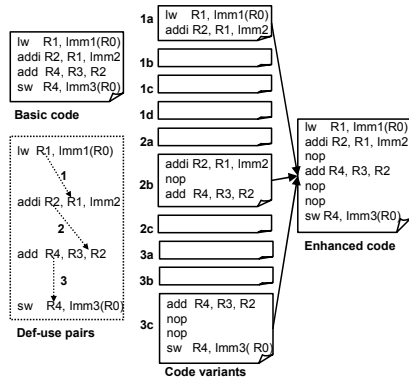 lw R1, Imm1(R0)
addi R2, R1, Imm2
add R4, R3, R2
sw R4, Imm3(R0)
Basic code
lw R1, Imm1(R0)
1
addi R2, R1, Imm2
2
add R4, R3, R2
3
sw R4, Imm3(R0)
Def-use pairs
1a
lw R1, Imm1(R0)
addi R2, R1, Imm2
1b
1c
1d
2a
2b
addi R2, R1, Imm2
nop
add R4, R3, R2
2c
3a
3b
3c
add R4, R3, R2
nop
nop
sw R4, Imm3( R0)
Code variants
lw R1, Imm1(R0)
addi R2, R1, Imm2
nop
add R4, R3, R2
nop
nop
sw R4, Imm3(R0)
Enhanced code